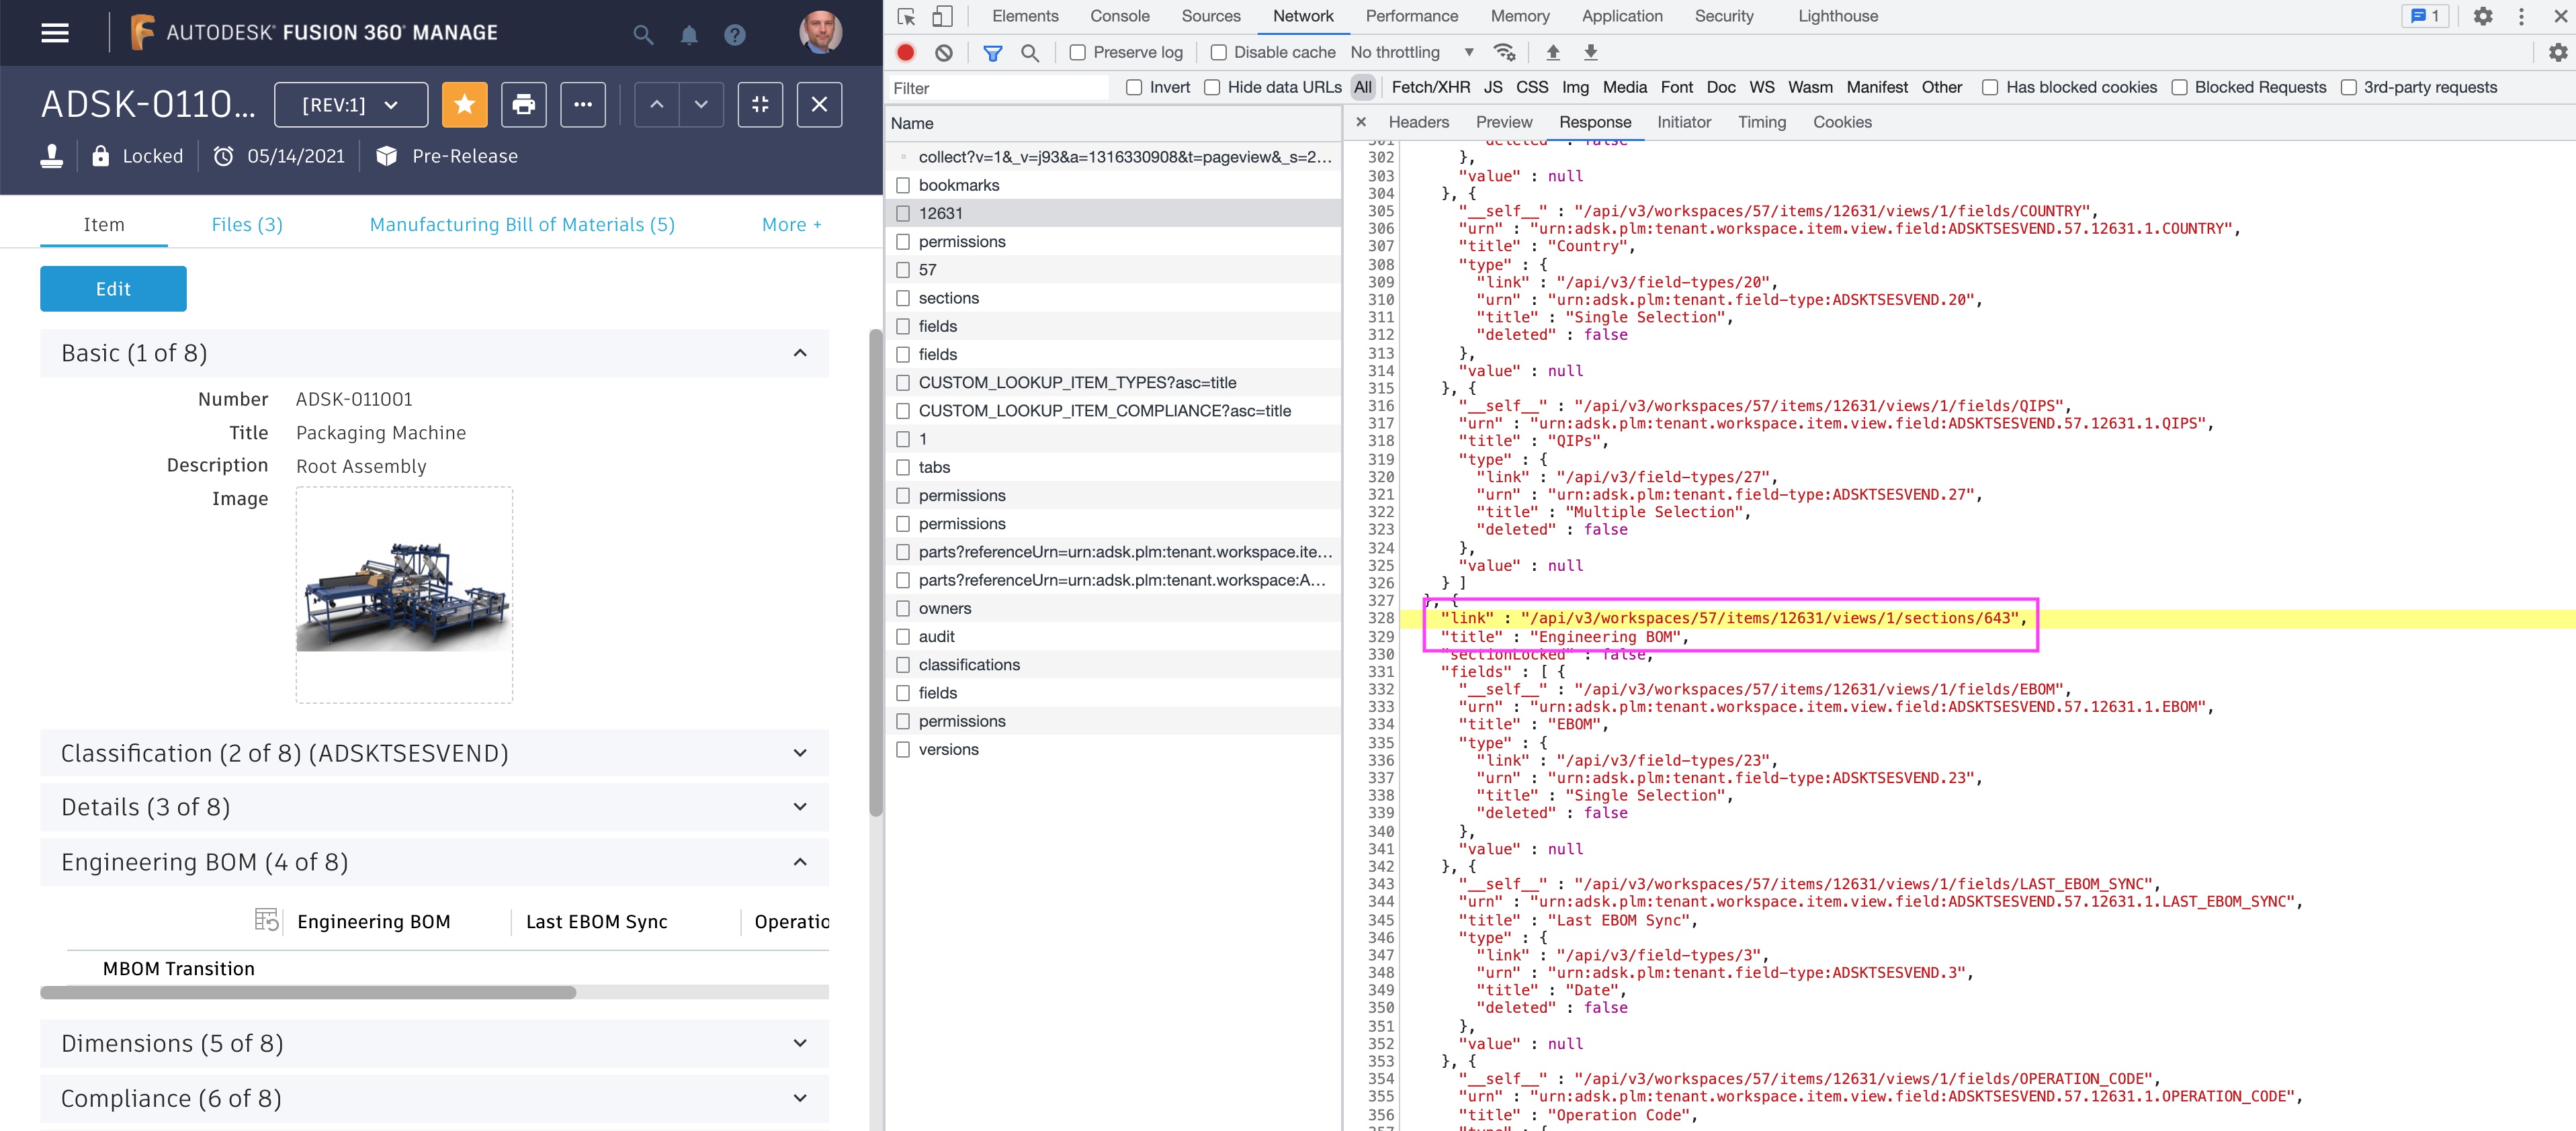 AUTODESK® FUSION 360® MANAGE
ADSK-0110...
[REV:1]
Locked
05/14/2021
Pre-Release
Item
Files (3)
Manufacturing Bill of Materials (5)
More +
Edit
Basic (1 of 8)
Number ADSK-011001
Title Packaging Machine
Description Root Assembly
Image
Classification (2 of 8) (ADSKTSESVEND)
Details (3 of 8)
Engineering BOM (4 of 8)
Engineering BOM Last EBOM Sync Operatio
MBOM Transition
Dimensions (5 of 8)
Compliance (6 of 8)
Elements Console Sources Network Performance Memory Application Security Lighthouse 1
Preserve log Disable cache No throttling
Filter Invert Hide data URLs All Fetch/XHR JS CSS Img Media Font Doc WS Wasm Manifest Other Has blocked cookies Blocked Requests 3rd-party requests
Name
collect?v=1&_v=j93&a=1316330908&t=pageview&_s=2...
bookmarks
12631
permissions
57
sections
fields
fields
CUSTOM_LOOKUP_ITEM_TYPES?asc=title
CUSTOM_LOOKUP_ITEM_COMPLIANCE?asc=title
1
tabs
permissions
permissions
parts?referenceUrn=urn:adsk.plm:tenant.workspace.ite...
parts?referenceUrn=urn:adsk.plm:tenant.workspace:A...
owners
audit
classifications
fields
permissions
versions
× Headers Preview Response Initiator Timing Cookies
301 "deleted" : false
302 },
303 "value" : null
304 }, {
305 "__self__" : "/api/v3/workspaces/57/items/12631/views/1/fields/COUNTRY",
306 "urn" : "urn:adsk.plm:tenant.workspace.item.view.field:ADSKTSESVEND.57.12631.1.COUNTRY",
307 "title" : "Country",
308 "type" : {
309 "link" : "/api/v3/field-types/20",
310 "urn" : "urn:adsk.plm:tenant.field-type:ADSKTSESVEND.20",
311 "title" : "Single Selection",
312 "deleted" : false
313 },
314 "value" : null
315 }, {
316 "__self__" : "/api/v3/workspaces/57/items/12631/views/1/fields/QIPS",
317 "urn" : "urn:adsk.plm:tenant.workspace.item.view.field:ADSKTSESVEND.57.12631.1.QIPS",
318 "title" : "QIPs",
319 "type" : {
320 "link" : "/api/v3/field-types/27",
321 "urn" : "urn:adsk.plm:tenant.field-type:ADSKTSESVEND.27",
322 "title" : "Multiple Selection",
323 "deleted" : false
324 },
325 "value" : null
326 } ]
327 }, {
328 "link" : "/api/v3/workspaces/57/items/12631/views/1/sections/643",
329 "title" : "Engineering BOM",
330 "sectionLocked" : false,
331 "fields" : [ {
332 "__self__" : "/api/v3/workspaces/57/items/12631/views/1/fields/EBOM",
333 "urn" : "urn:adsk.plm:tenant.workspace.item.view.field:ADSKTSESVEND.57.12631.1.EBOM",
334 "title" : "EBOM",
335 "type" : {
336 "link" : "/api/v3/field-types/23",
337 "urn" : "urn:adsk.plm:tenant.field-type:ADSKTSESVEND.23",
338 "title" : "Single Selection",
339 "deleted" : false
340 },
341 "value" : null
342 }, {
343 "__self__" : "/api/v3/workspaces/57/items/12631/views/1/fields/LAST_EBOM_SYNC",
344 "urn" : "urn:adsk.plm:tenant.workspace.item.view.field:ADSKTSESVEND.57.12631.1.LAST_EBOM_SYNC",
345 "title" : "Last EBOM Sync",
346 "type" : {
347 "link" : "/api/v3/field-types/3",
348 "urn" : "urn:adsk.plm:tenant.field-type:ADSKTSESVEND.3",
349 "title" : "Date",
350 "deleted" : false
351 },
352 "value" : null
353 }, {
354 "__self__" : "/api/v3/workspaces/57/items/12631/views/1/fields/OPERATION_CODE",
355 "urn" : "urn:adsk.plm:tenant.workspace.item.view.field:ADSKTSESVEND.57.12631.1.OPERATION_CODE",
356 "title" : "Operation Code",
357 "type" : {